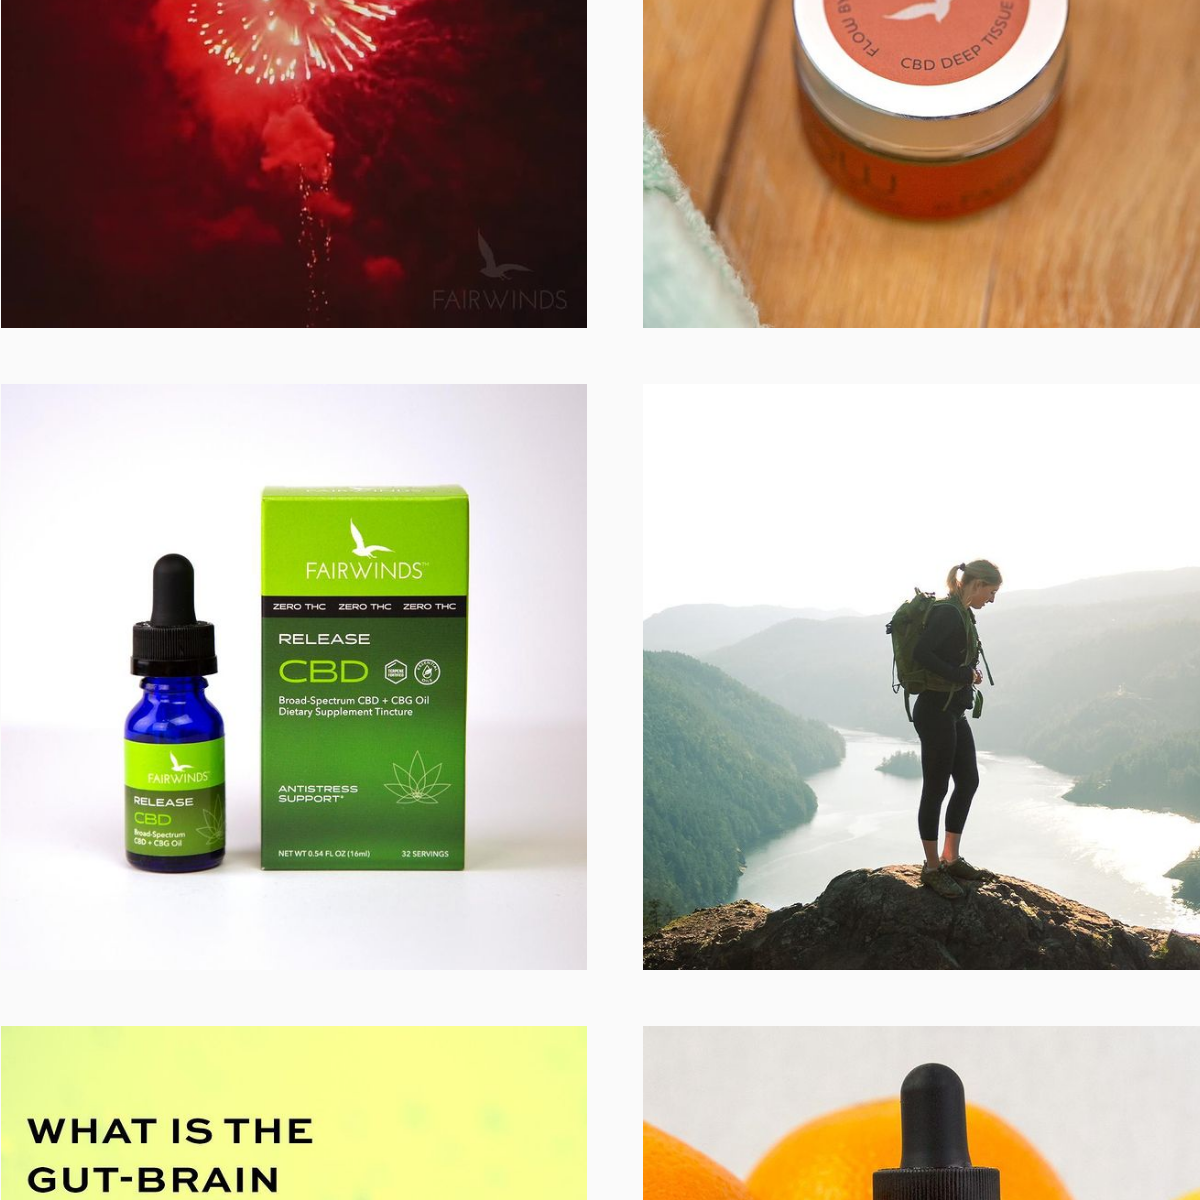 FAIRWINDS
FLOW B
CBD DEEP TISSUE
FAIRWINDS
RELEASE
CBD
Broad-Spectrum
CBD + CBG Oil
FAIRWINDS™
ZERO THC ZERO THC ZERO THC
RELEASE
CBD
Broad-Spectrum CBD + CBG Oil
Dietary Supplement Tincture
ANTISTRESS
SUPPORT*
NET WT 0.54 FL OZ (16ml) 32 SERVINGS
WHAT IS THE
GUT-BRAIN